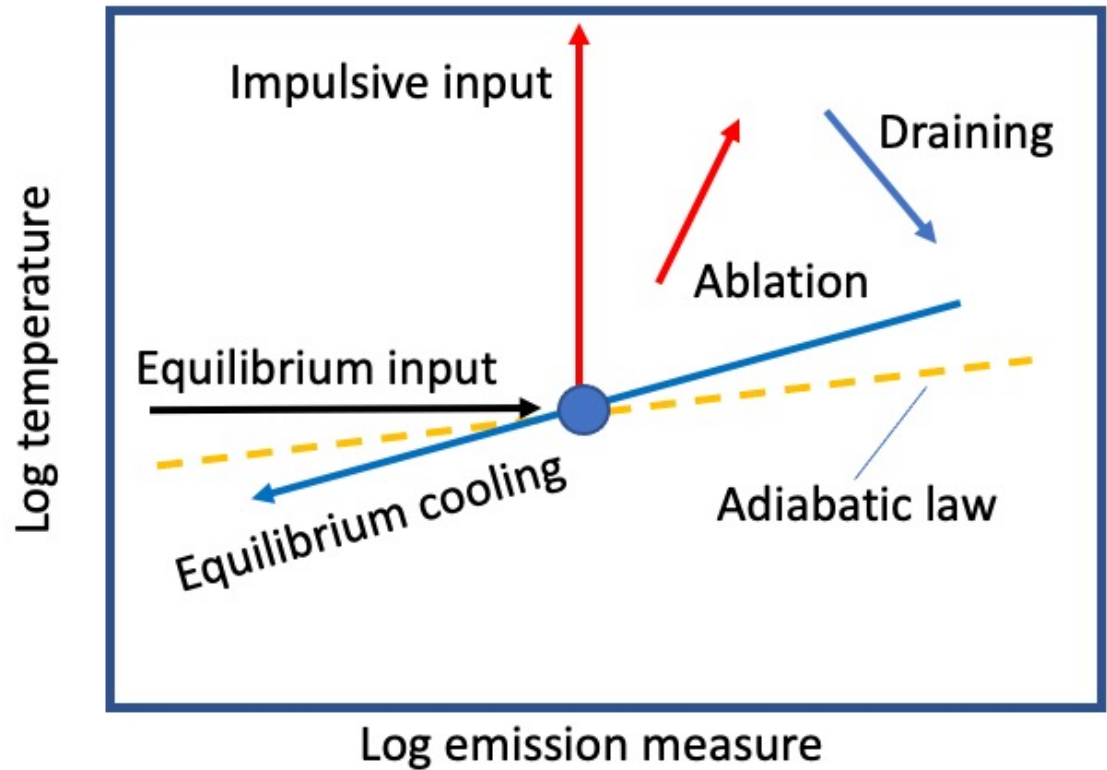 Impulsive input
Draining
Ablation
Equilibrium input
Equilibrium cooling
Adiabatic law
Log temperature
Log emission measure